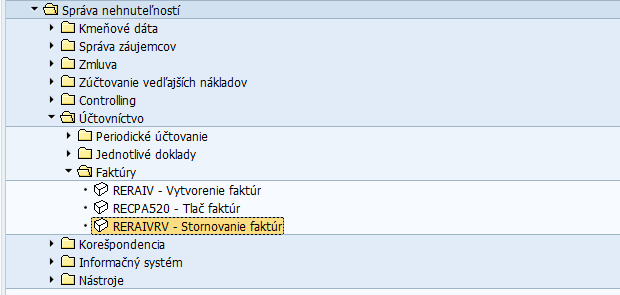 Správa nehnuteľností
Kmeňové dáta
Správa záujemcov
Zmluva
Zúčtovanie vedľajších nákladov
Controlling
Účtovníctvo
Periodické účtovanie
Jednotlivé doklady
Faktúry
RERAIV - Vytvorenie faktúr
RECPA520 - Tlač faktúr
RERAIVRV - Stornovanie faktúr
Korešpondencia
Informačný systém
Nástroje